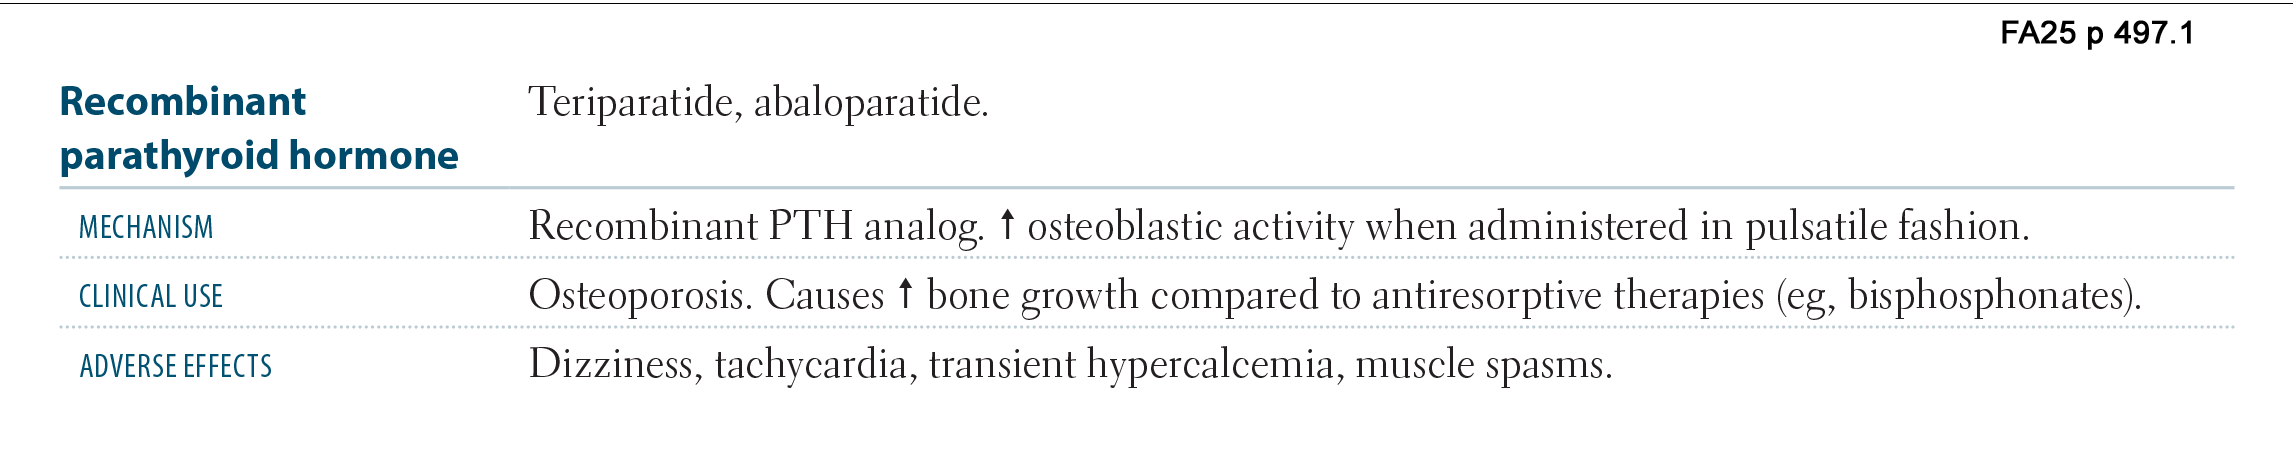 FA25 p 497.1
Recombinant
parathyroid hormone
Teriparatide, abaloparatide.
MECHANISM
Recombinant PTH analog. ↑ osteoblastic activity when administered in pulsatile fashion.
CLINICAL USE
Osteoporosis. Causes ↑ bone growth compared to antiresorptive therapies (eg, bisphosphonates).
ADVERSE EFFECTS
Dizziness, tachycardia, transient hypercalcemia, muscle spasms.